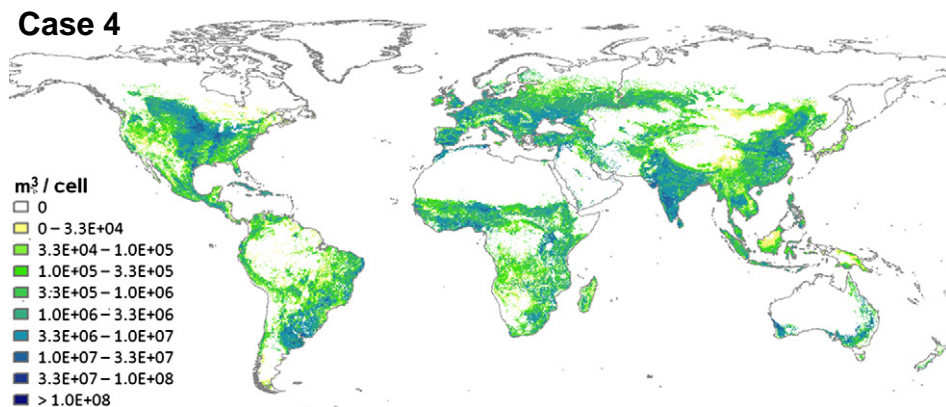 Case 4
m³ / cell
0
0 – 3.3E+04
3.3E+04 – 1.0E+05
1.0E+05 – 3.3E+05
3.3E+05 – 1.0E+06
1.0E+06 – 3.3E+06
3.3E+06 – 1.0E+07
1.0E+07 – 3.3E+07
3.3E+07 – 1.0E+08
> 1.0E+08